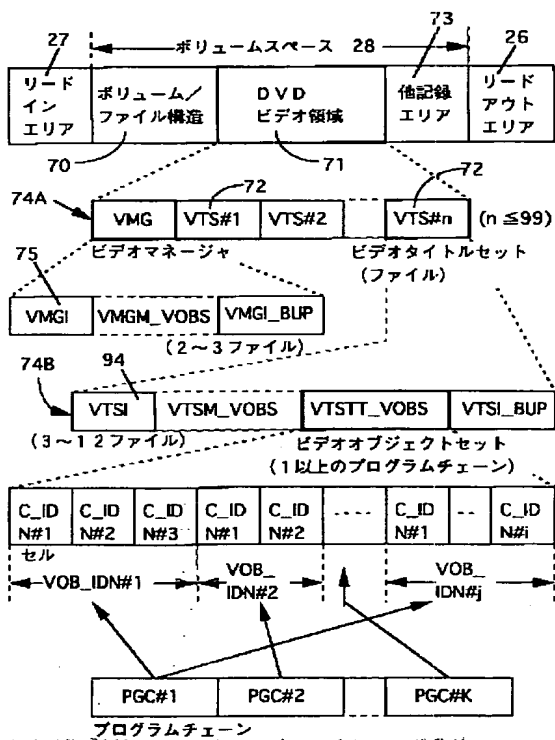 27 ボリュームスペース 28 73 26
リード
イン
エリア
ボリューム/
ファイル構造
DVD
ビデオ領域
他記録
エリア
リード
アウト
エリア
70 71
74A 72 72
VMG VTS#1 VTS#2 VTS#n (n≦99)
ビデオマネージャ
ビデオタイトルセット
(ファイル)
75
VMGI VMGM_VOBS VMGI_BUP
(2〜3ファイル)
74B 94
VTSI VTSM_VOBS VTSTT_VOBS VTSI_BUP
(3〜12ファイル)
ビデオオブジェクトセット
(1以上のプログラムチェーン)
C_ID
N#1
C_ID
N#2
C_ID
N#3
C_ID
N#1
C_ID
N#2
C_ID
N#1
C_ID
N#i
セル
VOB_IDN#1
VOB_
IDN#2
VOB_
IDN#j
PGC#1 PGC#2 PGC#K
プログラムチェーン